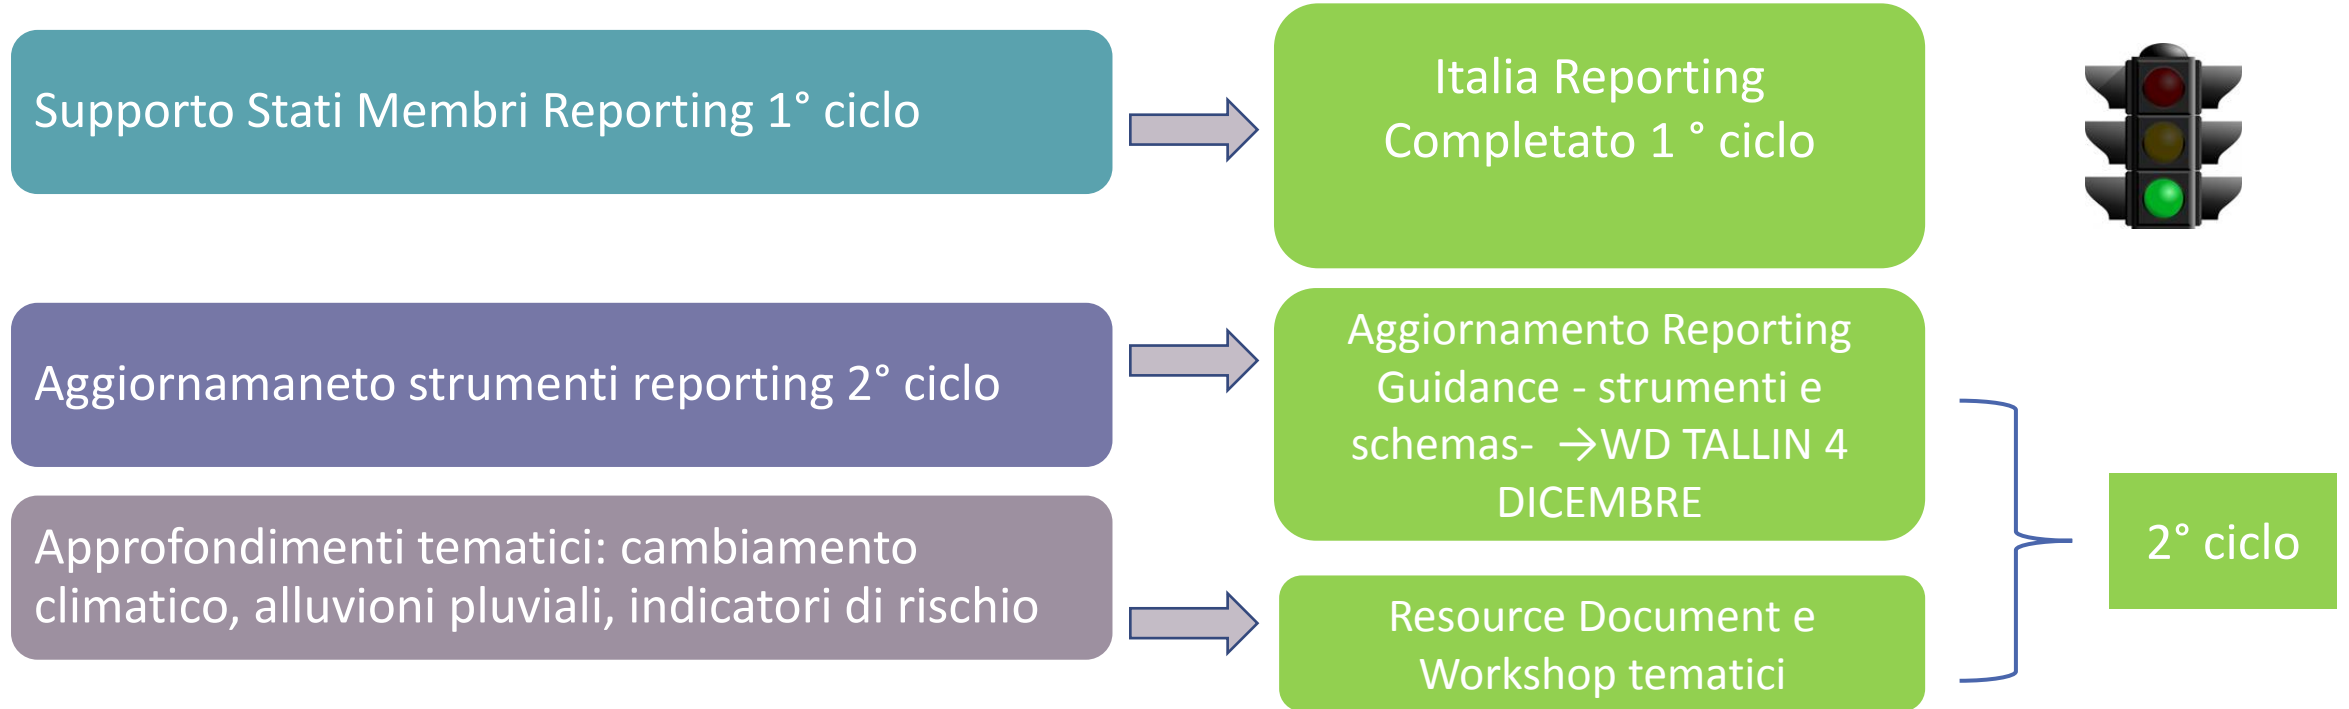 Supporto Stati Membri Reporting 1° ciclo
Italia Reporting
Completato 1 ° ciclo
Aggiornamaneto strumenti reporting 2° ciclo
Aggiornamento Reporting
Guidance - strumenti e
schemas- →WD TALLIN 4
DICEMBRE
Approfondimenti tematici: cambiamento
climatico, alluvioni pluviali, indicatori di rischio
Resource Document e
Workshop tematici
2° ciclo